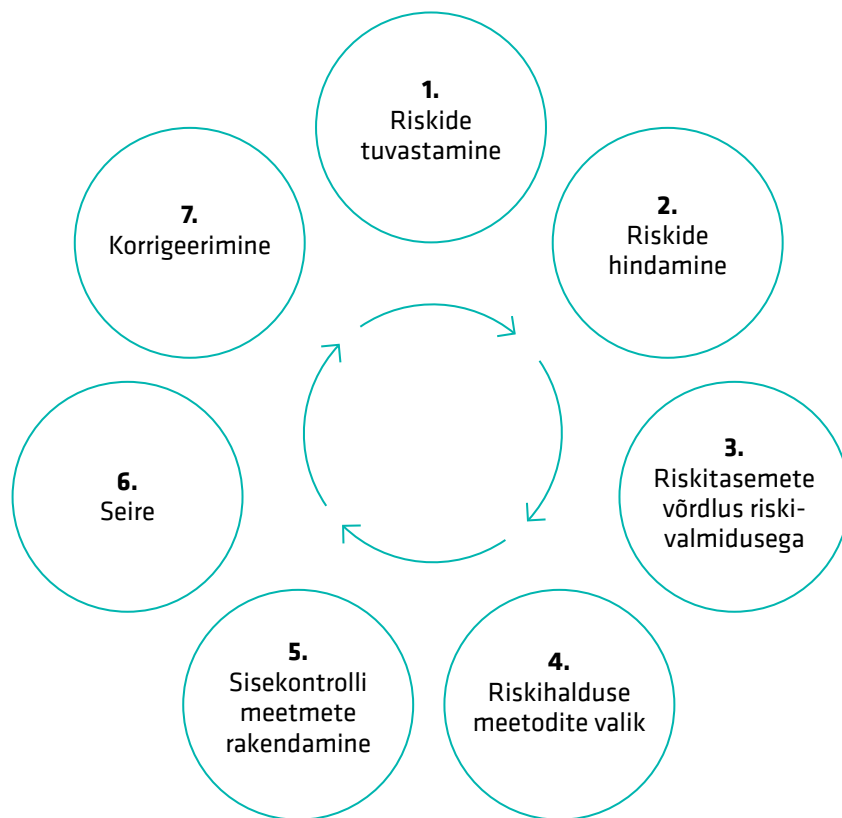 1.
Riskide
tuvastamine
2.
Riskide
hindamine
3.
Riskitasemete
võrdlus riski-
valmidusega
4.
Riskihalduse
meetodite valik
5.
Sisekontrolli
meetmete
rakendamine
6.
Seire
7.
Korrigeerimine